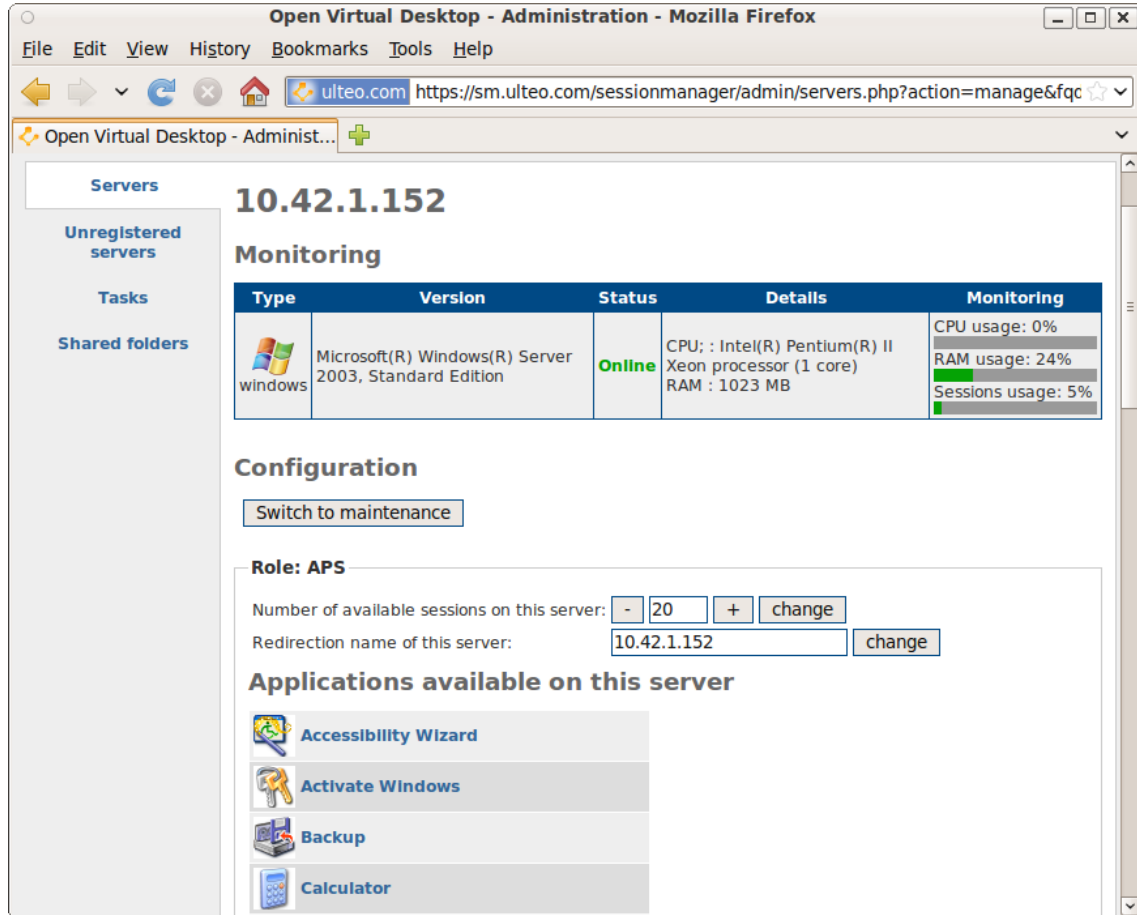 Open Virtual Desktop - Administration - Mozilla Firefox
File Edit View History Bookmarks Tools Help
ulteo.com https://sm.ulteo.com/sessionmanager/admin/servers.php?action=manage&fqd
Open Virtual Desktop - Administ...
Servers
Unregistered
servers
Tasks
Shared folders
10.42.1.152
Monitoring
Type Version Status Details Monitoring
windows
Microsoft(R) Windows(R) Server
2003, Standard Edition
Online
CPU; : Intel(R) Pentium(R) II
Xeon processor (1 core)
RAM : 1023 MB
CPU usage: 0%
RAM usage: 24%
Sessions usage: 5%
Configuration
Switch to maintenance
Role: APS
Number of available sessions on this server: - 20 + change
Redirection name of this server: 10.42.1.152 change
Applications available on this server
Accessibility Wizard
Activate Windows
Backup
Calculator